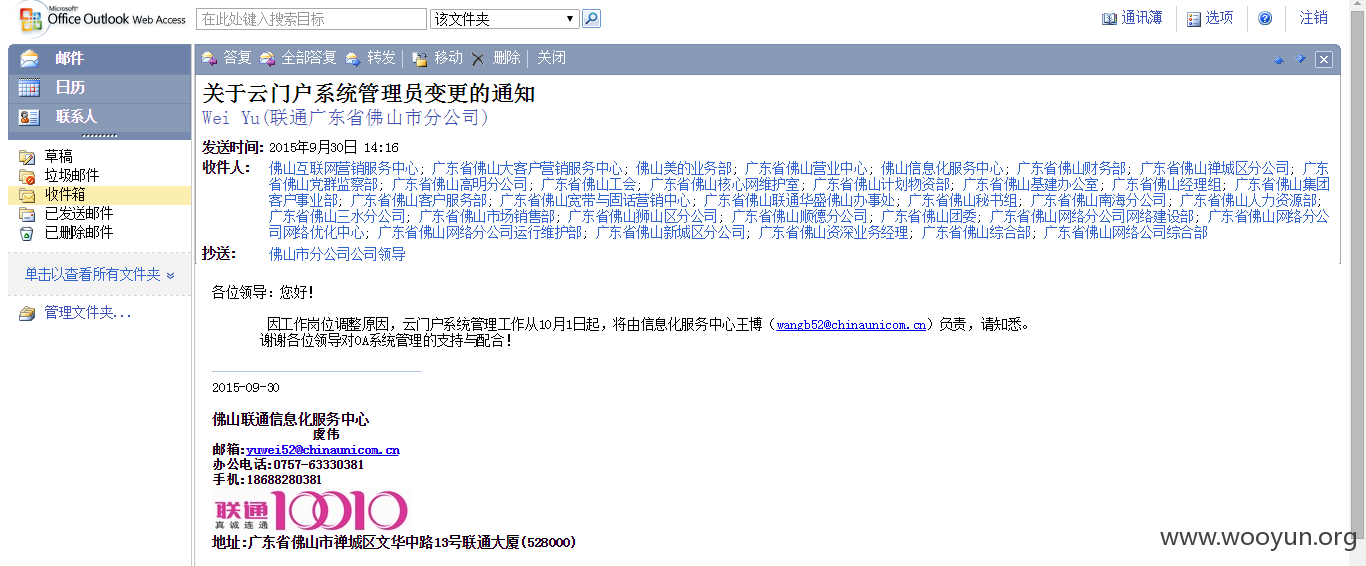 Microsoft®
Office Outlook Web Access
在此处键入搜索目标
该文件夹
通讯簿
选项
注销
邮件
日历
联系人
草稿
垃圾邮件
收件箱
已发送邮件
已删除邮件
单击以查看所有文件夹
管理文件夹...
答复
全部答复
转发
移动
删除
关闭
关于云门户系统管理员变更的通知
Wei Yu(联通广东省佛山市分公司)
发送时间: 2015年9月30日 14:16
收件人: 佛山互联网营销服务中心; 广东省佛山大客户营销服务中心; 佛山美的业务部; 广东省佛山营业中心; 佛山信息化服务中心; 广东省佛山财务部; 广东省佛山禅城区分公司; 广东
省佛山党群监察部; 广东省佛山高明分公司; 广东省佛山工会; 广东省佛山核心网维护室; 广东省佛山计划物资部; 广东省佛山基建办公室; 广东省佛山经理组; 广东省佛山集团
客户事业部; 广东省佛山客户服务部; 广东省佛山宽带与固话营销中心; 广东省佛山联通华盛佛山办事处; 广东省佛山秘书组; 广东省佛山南海分公司; 广东省佛山人力资源部;
广东省佛山三水分公司; 广东省佛山市场销售部; 广东省佛山狮山区分公司; 广东省佛山顺德分公司; 广东省佛山团委; 广东省佛山网络分公司网络建设部; 广东省佛山网络分公
司网络优化中心; 广东省佛山网络分公司运行维护部; 广东省佛山新城区分公司; 广东省佛山资深业务经理; 广东省佛山综合部; 广东省佛山网络公司综合部
抄送: 佛山市分公司公司领导
各位领导：您好！
因工作岗位调整原因，云门户系统管理工作从10月1日起，将由信息化服务中心王博（wangb52@chinaunicom.cn）负责，请知悉。
谢谢各位领导对OA系统管理的支持与配合！
2015-09-30
佛山联通信息化服务中心
虞伟
邮箱:yuwei52@chinaunicom.cn
办公电话:0757-63330381
手机:18688280381
联通
真诚连通
10010
地址:广东省佛山市禅城区文华中路13号联通大厦(528000)
www.wooyun.org